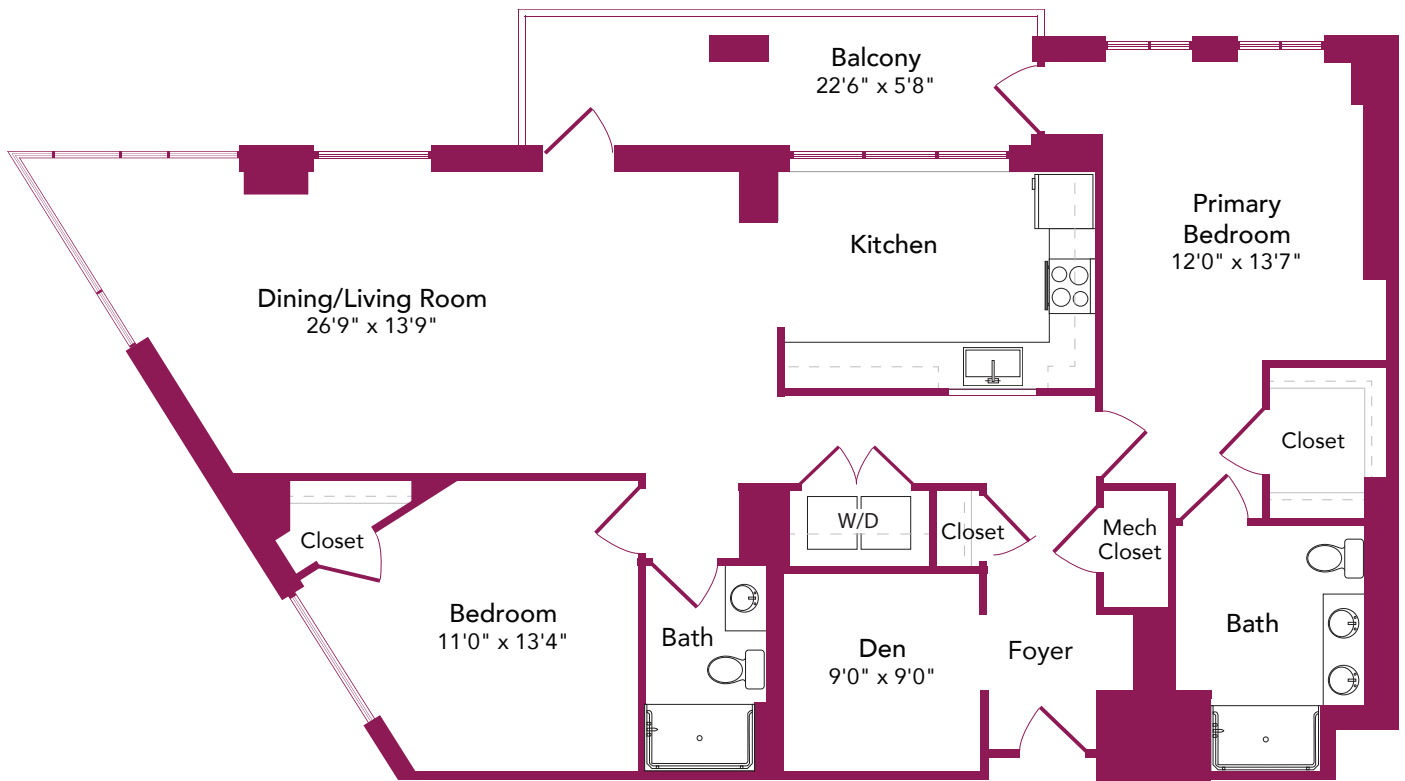 Balcony
22'6" x 5'8"
Primary
Bedroom
12'0" x 13'7"
Kitchen
Dining/Living Room
26'9" x 13'9"
Closet
W/D
Closet
Mech
Closet
Closet
Bedroom
11'0" x 13'4"
Bath
Den
9'0" x 9'0"
Foyer
Bath